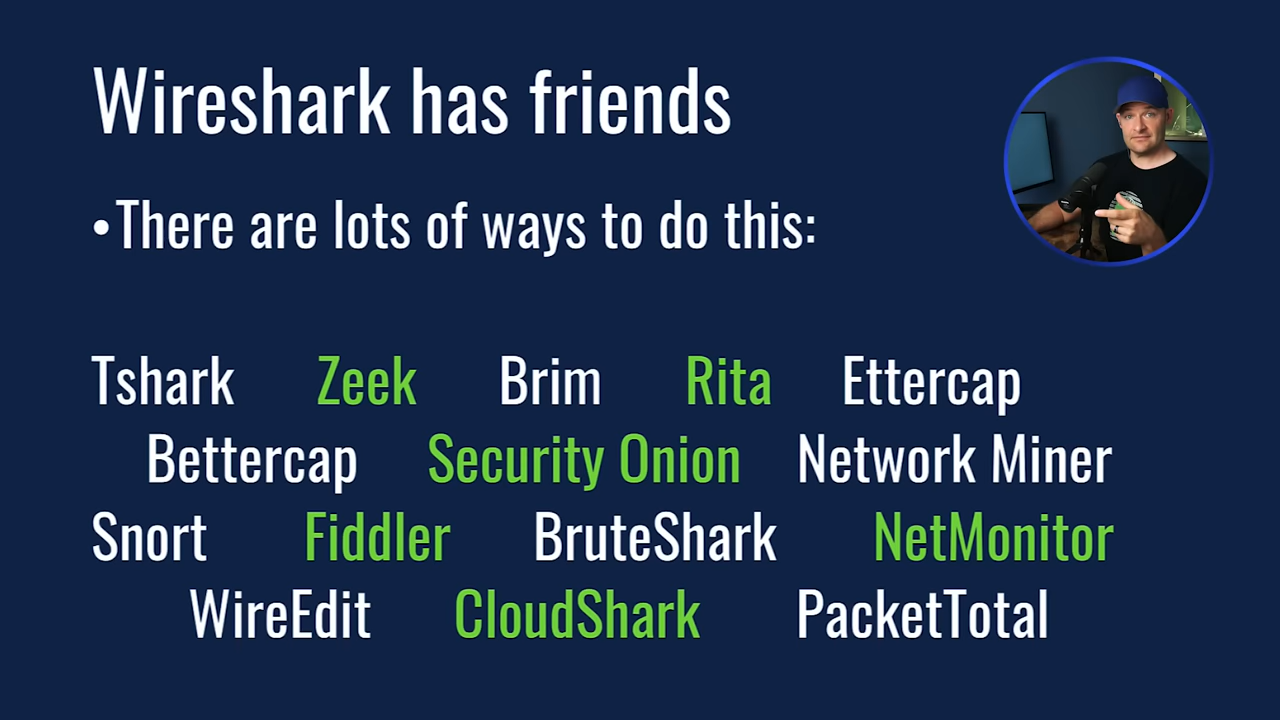 Wireshark has friends
•There are lots of ways to do this:
Tshark Zeek Brim Rita Ettercap
Bettercap Security Onion Network Miner
Snort Fiddler BruteShark NetMonitor
WireEdit CloudShark PacketTotal